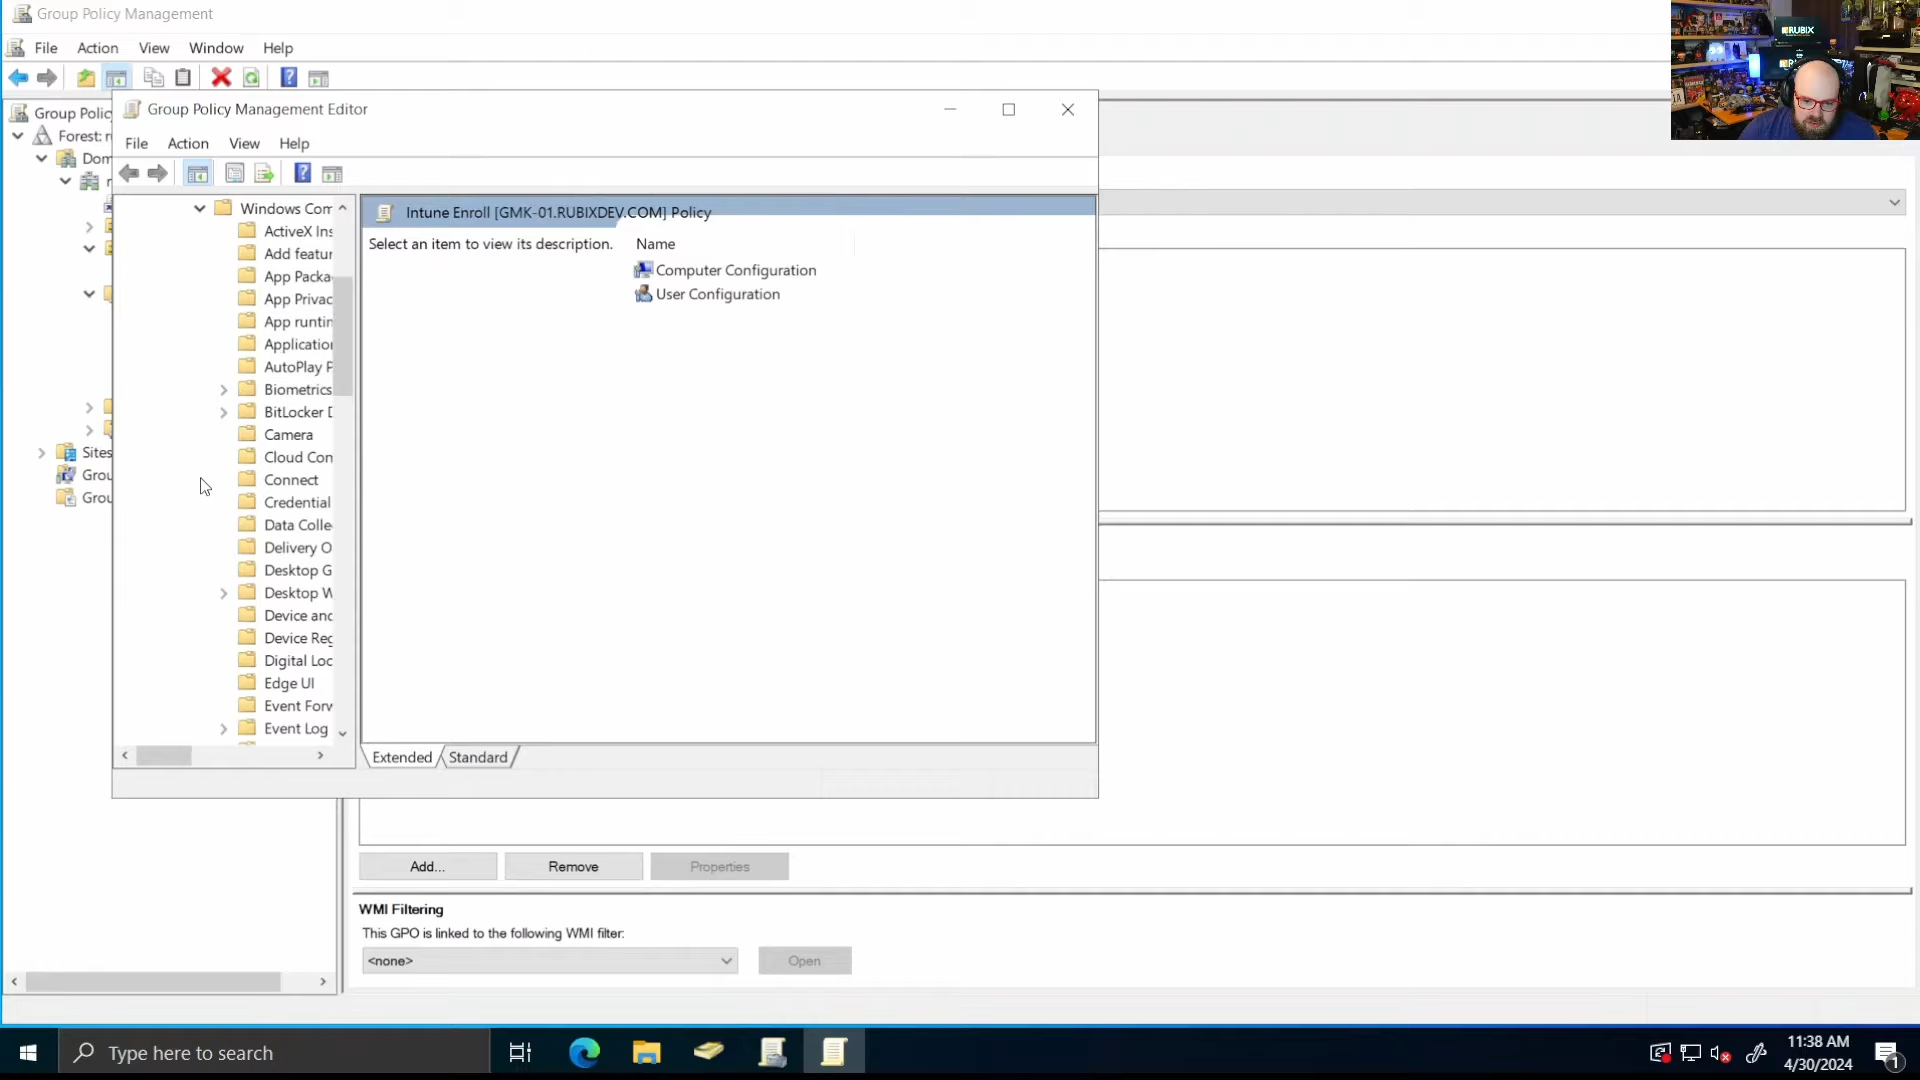 Group Policy Management
File Action View Window Help
Group Polic
Forest: r
Dom
Sites
Grou
Grou
Group Policy Management Editor
File Action View Help
Windows Com
ActiveX Ins
Add featur
App Packa
App Privac
App runtin
Application
AutoPlay P
Biometrics
BitLocker D
Camera
Cloud Con
Connect
Credential
Data Colle
Delivery O
Desktop G
Desktop W
Device and
Device Reg
Digital Loc
Edge UI
Event Forw
Event Log
Intune Enroll [GMK-01.RUBIXDEV.COM] Policy
Select an item to view its description.
Name
Computer Configuration
User Configuration
Extended Standard
Add... Remove Properties
WMI Filtering
This GPO is linked to the following WMI filter:
<none> Open
Type here to search
11:38 AM
4/30/2024
1
RUBIX